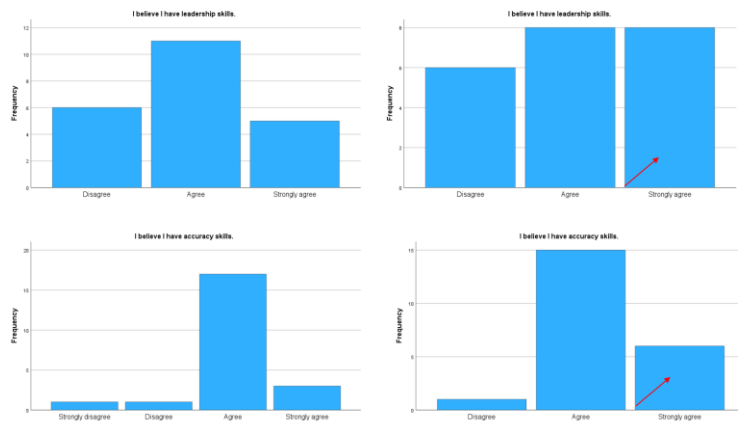 I believe I have leadership skills.
Frequency
12
10
8
6
4
2
0
Disagree Agree Strongly agree
I believe I have leadership skills.
Frequency
8
6
4
2
0
Disagree Agree Strongly agree
I believe I have accuracy skills.
Frequency
20
15
10
5
0
Strongly disagree Disagree Agree Strongly agree
I believe I have accuracy skills.
Frequency
15
10
5
0
Disagree Agree Strongly agree